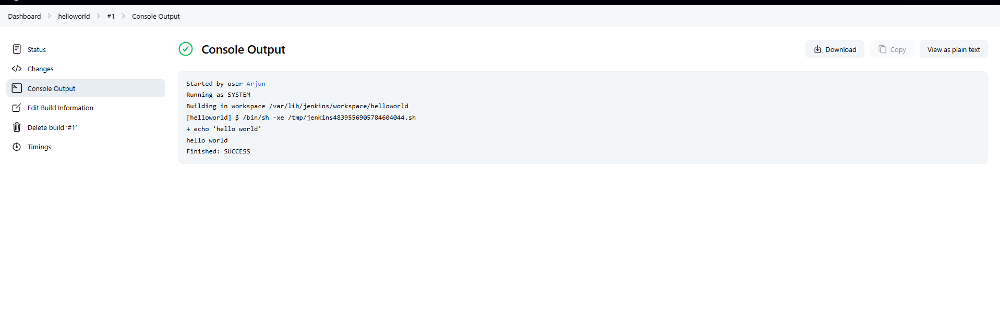 Dashboard > helloworld > #1 > Console Output
Status
Changes
Console Output
Edit Build Information
Delete build ‘#1’
Timings
Console Output
Download
Copy
View as plain text
Started by user Arjun
Running as SYSTEM
Building in workspace /var/lib/jenkins/workspace/helloworld
[helloworld] $ /bin/sh -xe /tmp/jenkins4839556905784604044.sh
+ echo 'hello world'
hello world
Finished: SUCCESS